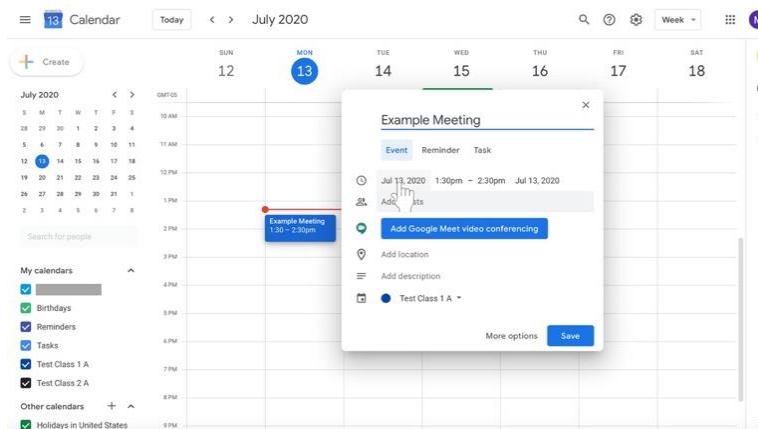 13 Calendar
Today
July 2020
Week
Create
July 2020
S M T W T F S
28 29 30 1 2 3 4
5 6 7 8 9 10 11
12 13 14 15 16 17 18
19 20 21 22 23 24 25
26 27 28 29 30 31 1
2 3 4 5 6 7 8
Search for people
My calendars
Birthdays
Reminders
Tasks
Test Class 1 A
Test Class 2 A
Other calendars
Holidays in United States
SUN MON TUE WED THU FRI SAT
12 13 14 15 16 17 18
GMT-05
10 AM
11 AM
12 PM
1 PM
2 PM
3 PM
4 PM
5 PM
6 PM
7 PM
8 PM
9 PM
Example Meeting
1:30 – 2:30pm
Example Meeting
Event Reminder Task
Jul 13, 2020 1:30pm – 2:30pm Jul 13, 2020
Add Google Meet video conferencing
Add location
Add description
Test Class 1 A
More options Save